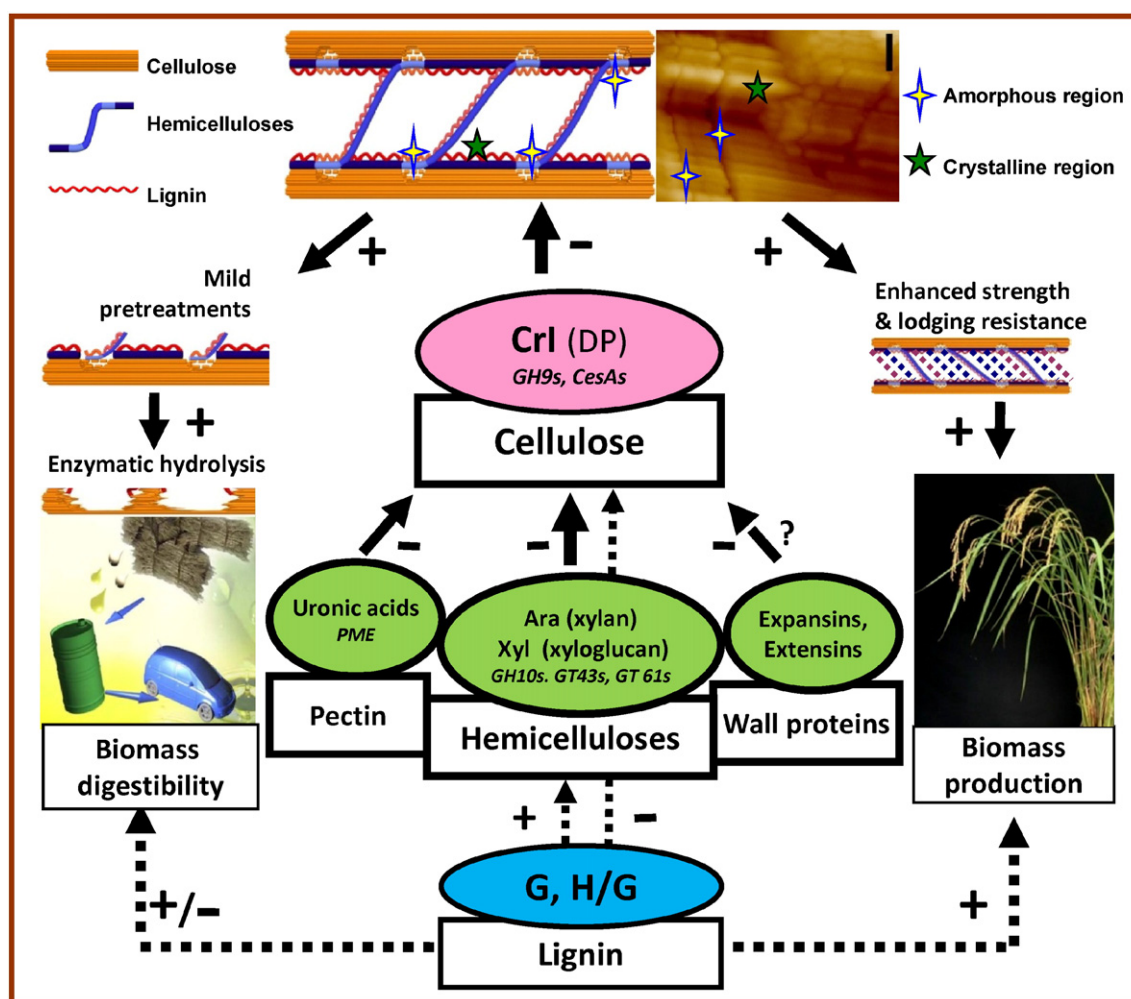 Cellulose
Hemicelluloses
Lignin
Amorphous region
Crystalline region
+
−
+
Mild
pretreatments
Enhanced strength
& lodging resistance
CrI (DP)
GH9s, CesAs
Cellulose
+
+
Enzymatic hydrolysis
−
−
−
?
Uronic acids
PME
Pectin
Ara (xylan)
Xyl (xyloglucan)
GH10s. GT43s, GT 61s
Hemicelluloses
Expansins,
Extensins
Wall proteins
Biomass
digestibility
Biomass
production
+
−
G, H/G
Lignin
+/−
+